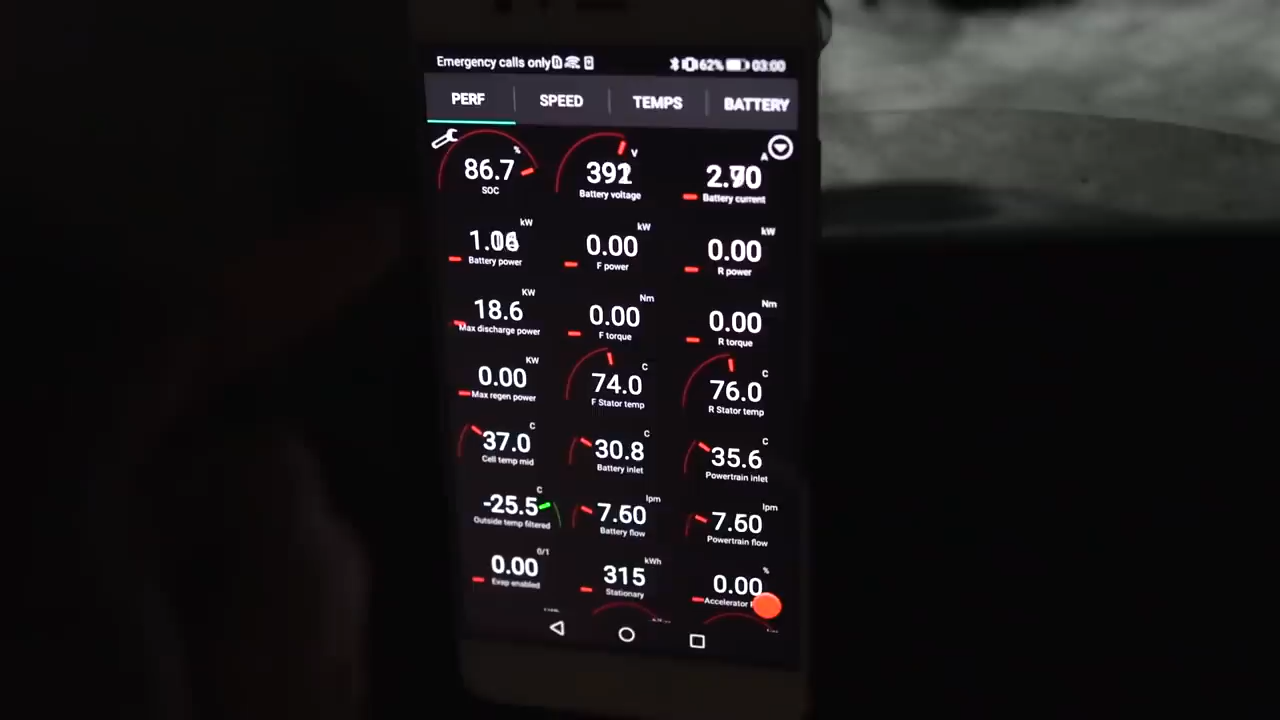 Emergency calls only 62% 03:00
PERF SPEED TEMPS BATTERY
% V A
86.7 392
SOC Battery voltage Battery current
kW kW kW
0.00 0.00
Battery power F power R power
KW Nm Nm
18.6 0.00 0.00
Max discharge power F torque R torque
KW C C
0.00 74.0 76.0
Max regen power F Stator temp R Stator temp
C C C
37.0 30.8 35.6
Cell temp mid Battery inlet Powertrain inlet
C lpm lpm
-25.5 7.60 7.60
Outside temp filtered Battery flow Powertrain flow
0/1 kWh %
0.00 315 0.00
Evap enabled Stationary Accelerator